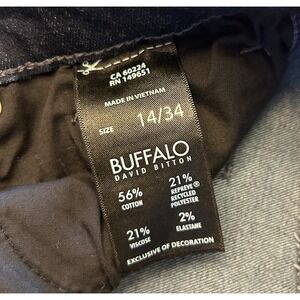 CA 60224
RN 149651
MADE IN VIETNAM
SIZE 14/34
BUFFALO
DAVID BITTON
56% 21%
COTTON REPREVE®
RECYCLED
POLYESTER
21% 2%
VISCOSE ELASTANE
EXCLUSIVE OF DECORATION